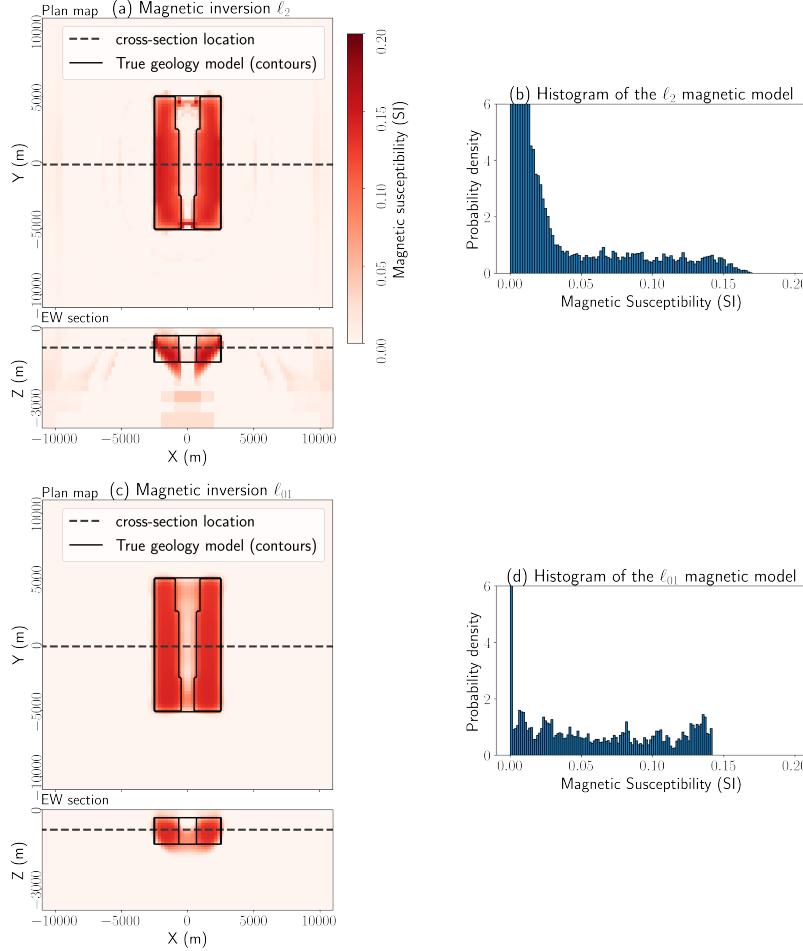 Plan map (a) Magnetic inversion ℓ₂
cross-section location
True geology model (contours)
10000
5000
0
−5000
−10000
Y (m)
EW section
0
−3000
Z (m)
−10000 −5000 0 5000 10000
X (m)
0.20
0.15
0.10
0.05
0.00
Magnetic susceptibility (SI)
(b) Histogram of the ℓ₂ magnetic model
6
4
2
0
Probability density
0.00 0.05 0.10 0.15 0.20
Magnetic Susceptibility (SI)
Plan map (c) Magnetic inversion ℓ₀₁
cross-section location
True geology model (contours)
10000
5000
0
−5000
−10000
Y (m)
EW section
0
−3000
Z (m)
−10000 −5000 0 5000 10000
X (m)
(d) Histogram of the ℓ₀₁ magnetic model
6
4
2
0
Probability density
0.00 0.05 0.10 0.15 0.20
Magnetic Susceptibility (SI)